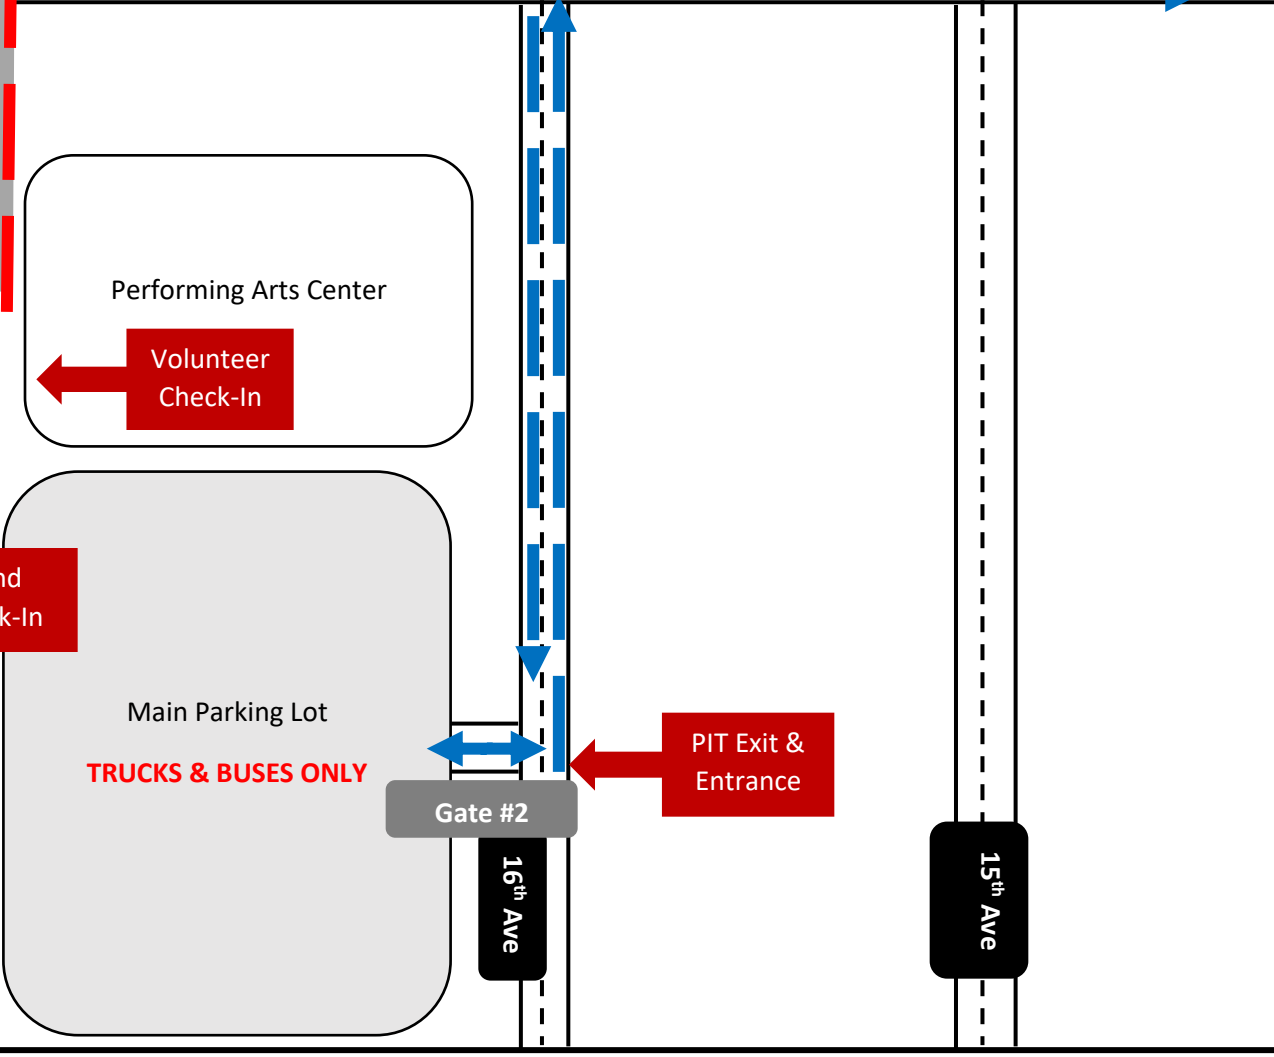 Performing Arts Center
Volunteer
Check-In
nd
k-In
Main Parking Lot
TRUCKS & BUSES ONLY
PIT Exit &
Entrance
Gate #2
16th Ave
15th Ave